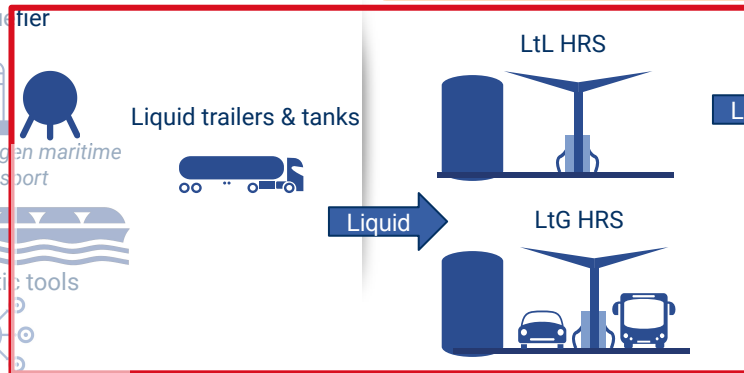 efier
LtL HRS
Liquid trailers & tanks
L
gen maritime
sport
Liquid
LtG HRS
tic tools